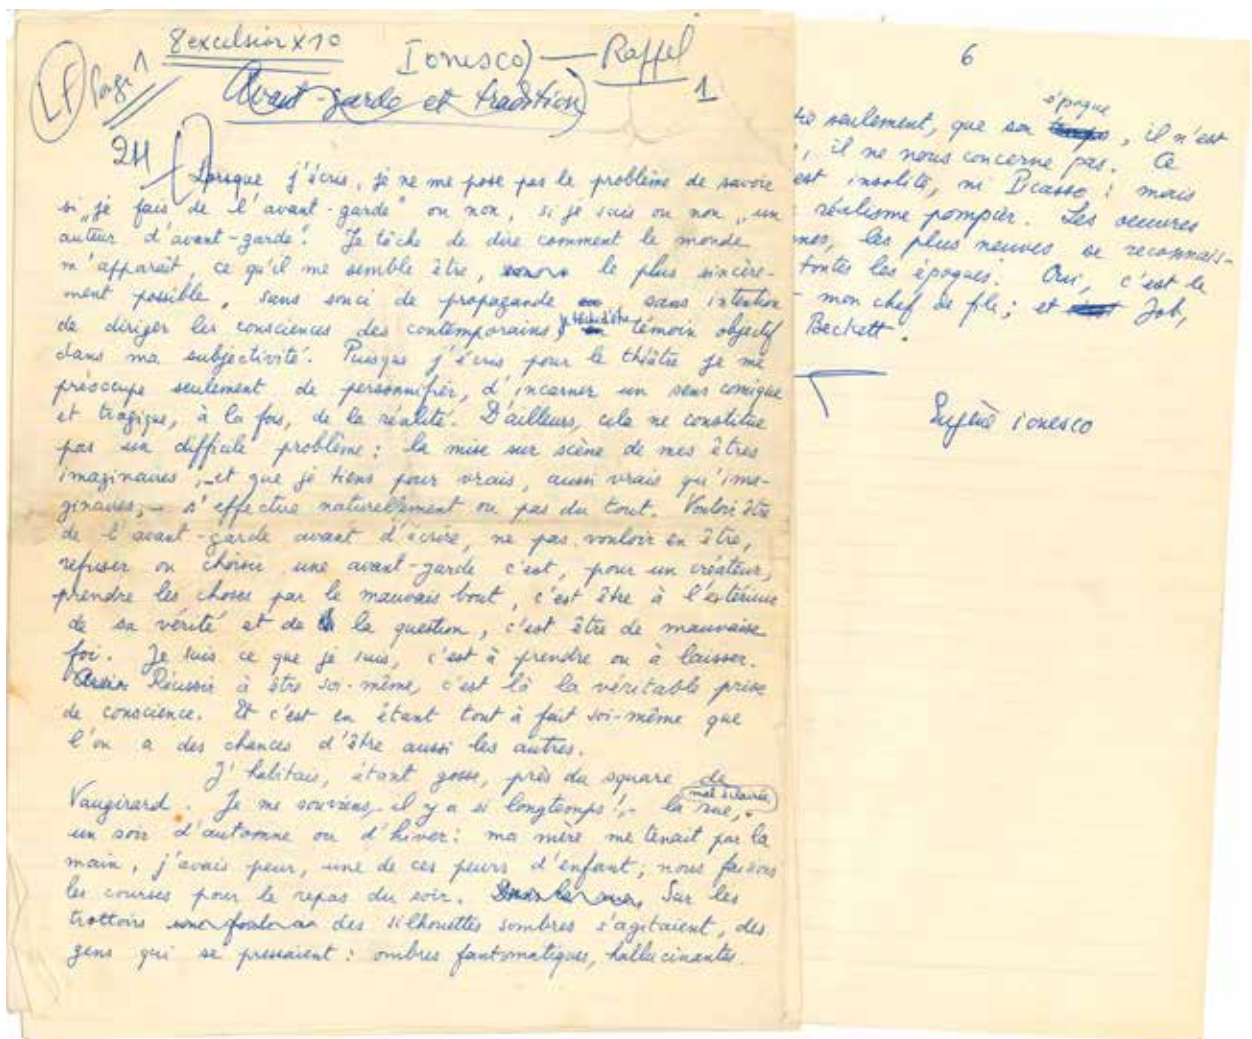 8 excelsior x 10
Ionesco) — Raffel
LF page 1
Avant-garde et tradition)
1
Lorsque j'écris, je ne me pose pas le problème de savoir
si „je fais de l'avant-garde" ou non, si je suis ou non „un
auteur d'avant-garde". Je tâche de dire comment le monde
m'apparaît, ce qu'il me semble être, le plus sincère-
ment possible, sans souci de propagande, sans intention
de diriger les consciences des contemporains, témoin objectif
dans ma subjectivité. Puisque j'écris pour le théâtre je me
préoccupe seulement de personnifier, d'incarner un sens comique
et tragique, à la fois, de la réalité. D'ailleurs, cela ne constitue
pas un difficile problème : la mise sur scène de mes êtres
imaginaires, – et que je tiens pour vrais, aussi vrais qu'ima-
ginaires, – s'effectue naturellement ou pas du tout. Vouloir être
de l'avant-garde avant d'écrire, ne pas vouloir en être,
refuser ou choisir une avant-garde c'est, pour un créateur,
prendre les choses par le mauvais bout, c'est être à l'extérieur
de sa vérité et de la question, c'est être de mauvaise
foi. Je suis ce que je suis, c'est à prendre ou à laisser.
Réussir à être soi-même, c'est là la véritable prise
de conscience. Et c'est en étant tout à fait soi-même que
l'on a des chances d'être aussi les autres.
J'habitais, étant gosse, près du square de
Vaugirard. Je me souviens, – il y a si longtemps ! – la rue, mal éclairée,
un soir d'automne ou d'hiver : ma mère me tenait par la
main, j'avais peur, une de ces peurs d'enfant ; nous faisions
les courses pour le repas du soir. Sur les
trottoirs des silhouettes sombres s'agitaient, des
gens qui se pressaient : ombres fantomatiques, hallucinantes.
6
seulement, que son époque, il n'est
, il ne nous concerne pas. Ce
est insolite, ni Picasso ; mais
réalisme pompier. Les oeuvres
, les plus neuves se reconnais-
toutes les époques. Oui, c'est le
mon chef de file ; et Job,
Beckett.
Eugène Ionesco